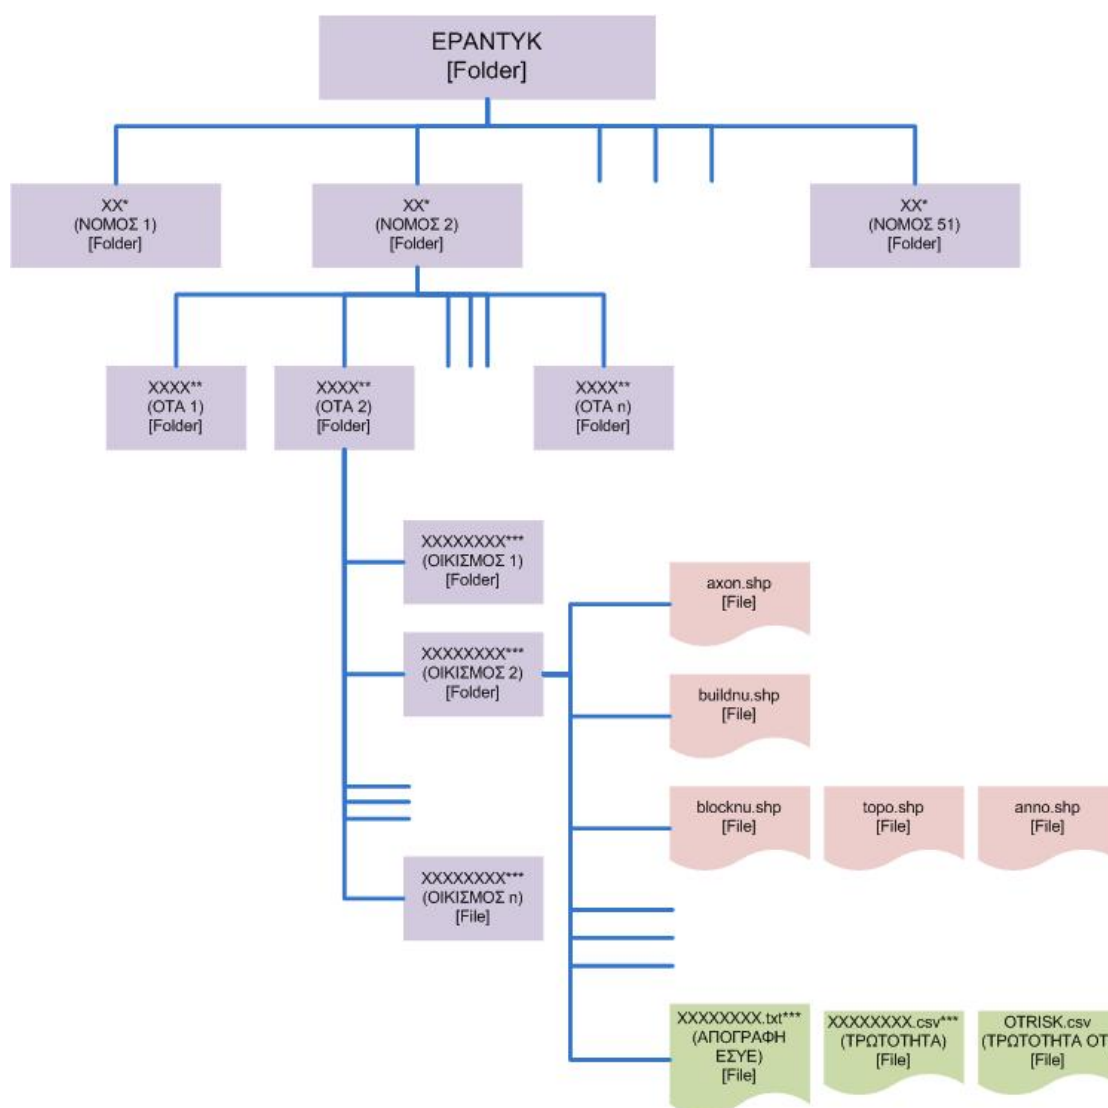 EPANTYK
[Folder]
XX*
(ΝΟΜΟΣ 1)
[Folder]
XX*
(ΝΟΜΟΣ 2)
[Folder]
XX*
(ΝΟΜΟΣ 51)
[Folder]
XXXX**
(ΟΤΑ 1)
[Folder]
XXXX**
(ΟΤΑ 2)
[Folder]
XXXX**
(ΟΤΑ n)
[Folder]
XXXXXXXX***
(ΟΙΚΙΣΜΟΣ 1)
[Folder]
XXXXXXXX***
(ΟΙΚΙΣΜΟΣ 2)
[Folder]
XXXXXXXX***
(ΟΙΚΙΣΜΟΣ n)
[File]
axon.shp
[File]
buildnu.shp
[File]
blocknu.shp
[File]
topo.shp
[File]
anno.shp
[File]
XXXXXXXX.txt***
(ΑΠΟΓΡΑΦΗ
ΕΣΥΕ)
[File]
XXXXXXXX.csv***
(ΤΡΩΤΟΤΗΤΑ)
[File]
OTRISK.csv
(ΤΡΩΤΟΤΗΤΑ ΟΤ
[File]